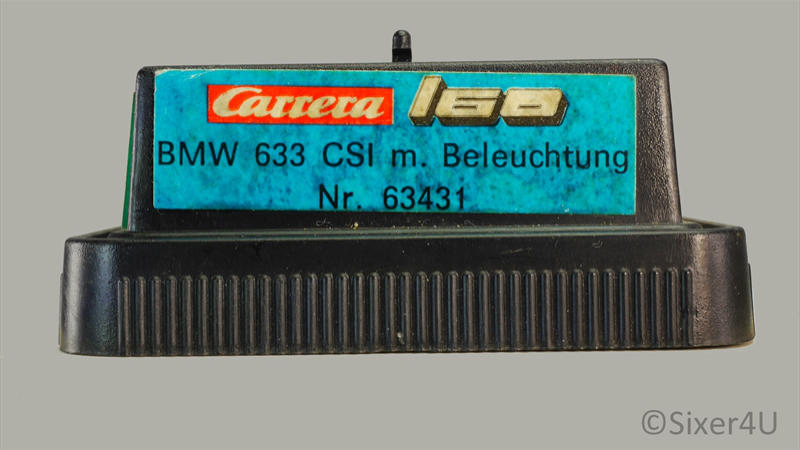 Carrera 160
BMW 633 CSI m. Beleuchtung
Nr. 63431
©Sixer4U